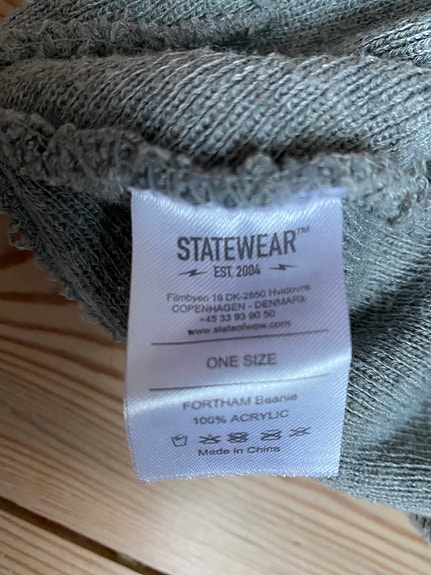 STATEWEAR™
EST. 2004
Filmbyen 18 DK-2650 Hvidovre
COPENHAGEN - DENMARK
+45 33 93 90 50
www.stateofwow.com
ONE SIZE
FORTHAM Beanie
100% ACRYLIC
Made in China